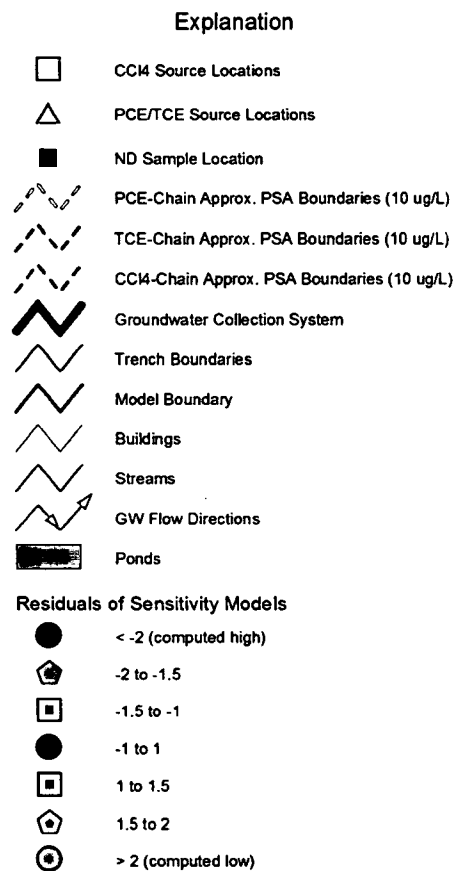 Explanation
CCl4 Source Locations
PCE/TCE Source Locations
ND Sample Location
PCE-Chain Approx. PSA Boundaries (10 ug/L)
TCE-Chain Approx. PSA Boundaries (10 ug/L)
CCl4-Chain Approx. PSA Boundaries (10 ug/L)
Groundwater Collection System
Trench Boundaries
Model Boundary
Buildings
Streams
GW Flow Directions
Ponds
Residuals of Sensitivity Models
< -2 (computed high)
-2 to -1.5
-1.5 to -1
-1 to 1
1 to 1.5
1.5 to 2
> 2 (computed low)